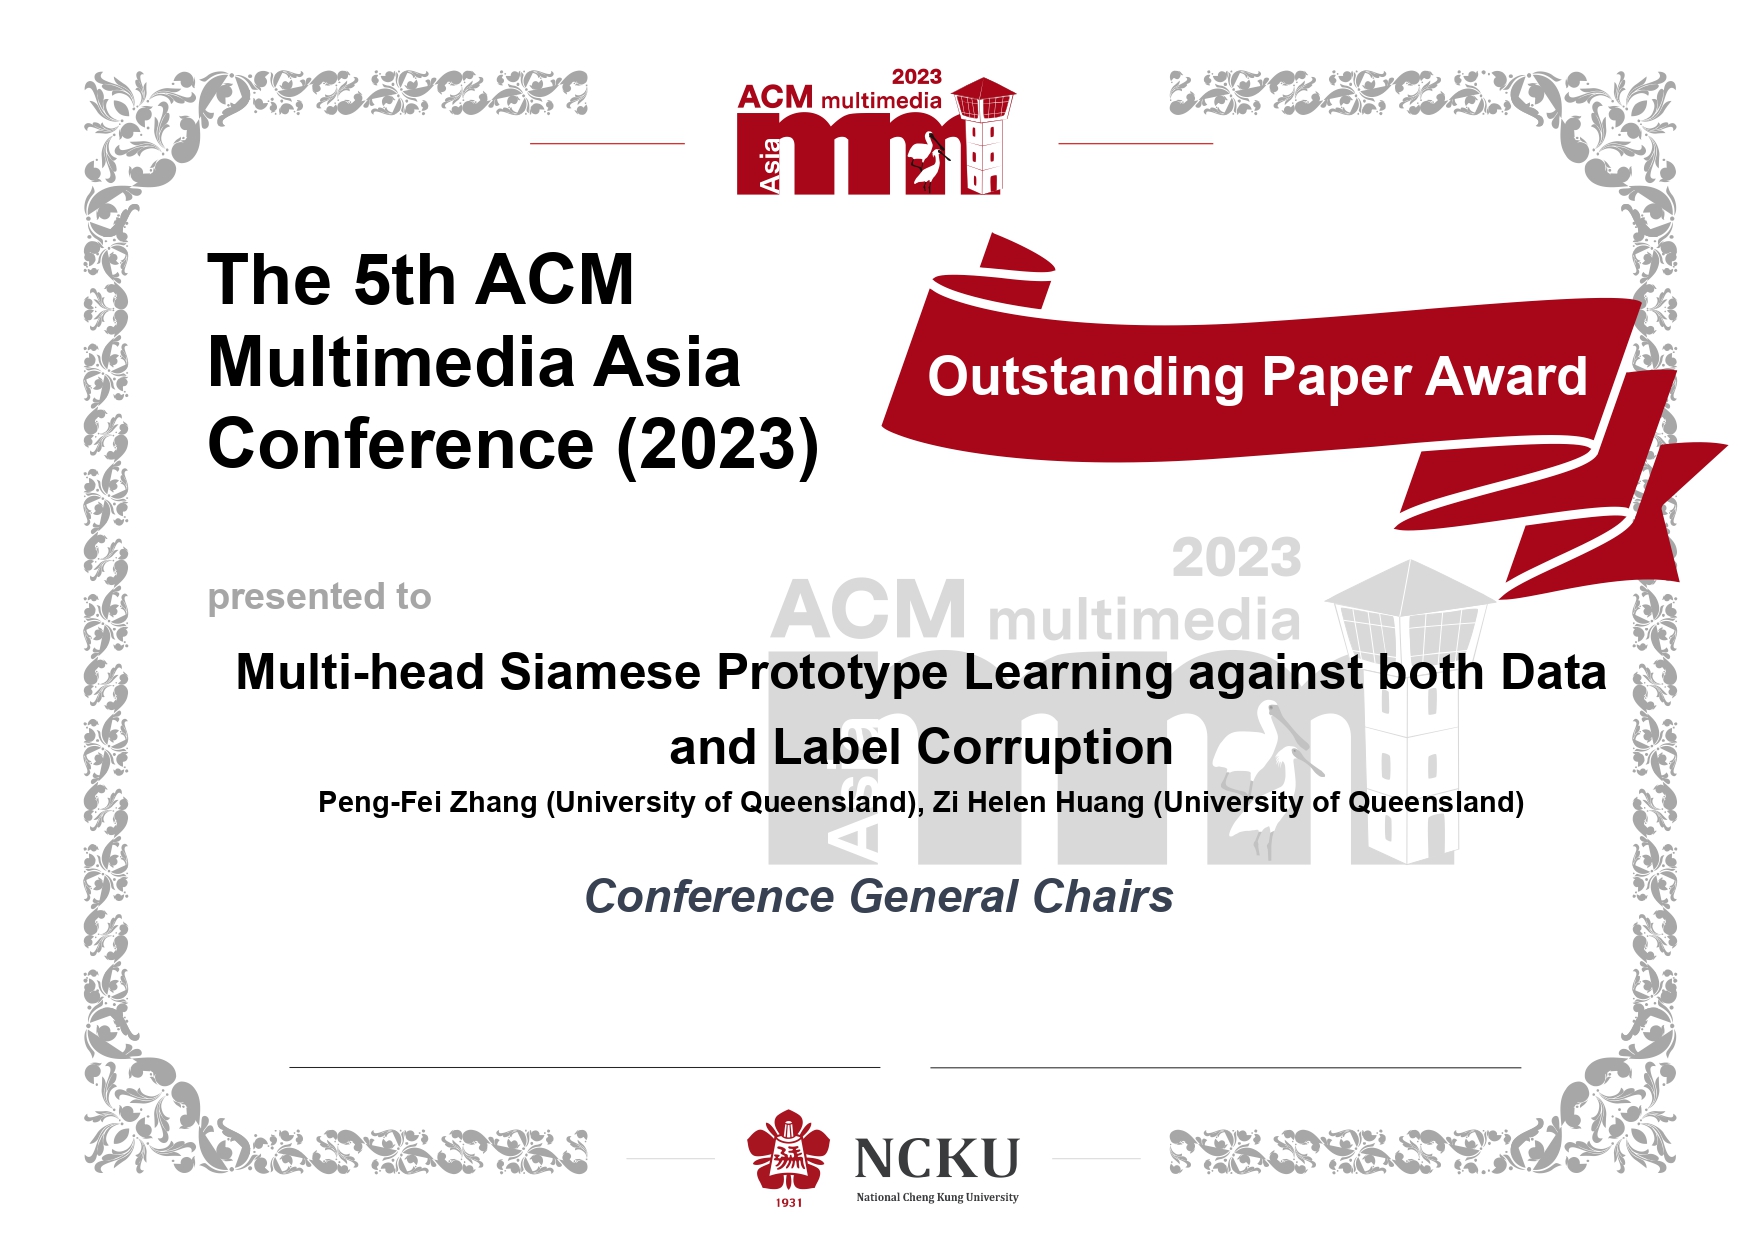 2023
ACM multimedia
Asia
The 5th ACM
Multimedia Asia
Conference (2023)
Outstanding Paper Award
presented to
2023
ACM multimedia
Asia
Multi-head Siamese Prototype Learning against both Data
and Label Corruption
Peng-Fei Zhang (University of Queensland), Zi Helen Huang (University of Queensland)
Conference General Chairs
1931
NCKU
National Cheng Kung University